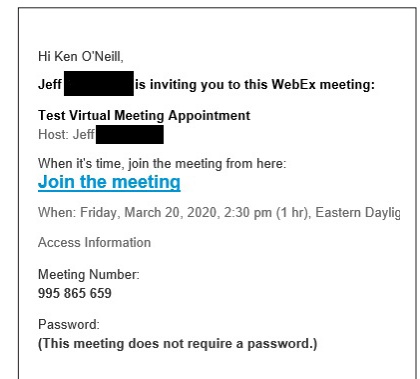 Hi Ken O'Neill,
Jeff is inviting you to this WebEx meeting:
Test Virtual Meeting Appointment
Host: Jeff
When it's time, join the meeting from here:
Join the meeting
When: Friday, March 20, 2020, 2:30 pm (1 hr), Eastern Daylig
Access Information
Meeting Number:
995 865 659
Password:
(This meeting does not require a password.)